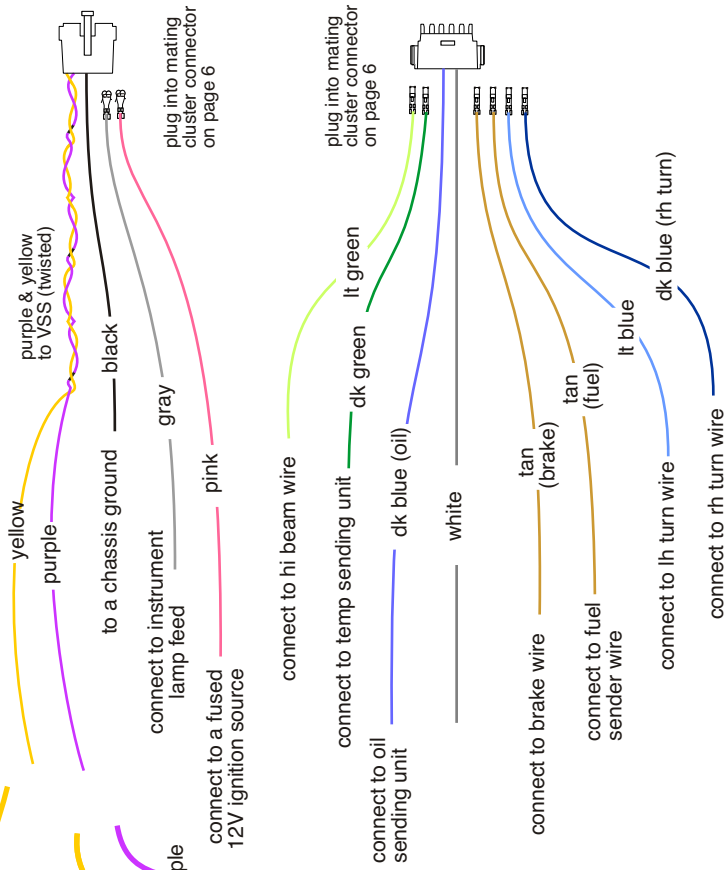 plug into mating
cluster connector
on page 6
plug into mating
cluster connector
on page 6
purple & yellow
to VSS (twisted)
yellow
purple
black
to a chassis ground
gray
connect to instrument
lamp feed
pink
connect to a fused
12V ignition source
lt green
connect to hi beam wire
dk green
connect to temp sending unit
dk blue (oil)
connect to oil
sending unit
white
tan
(brake)
connect to brake wire
tan
(fuel)
connect to fuel
sender wire
lt blue
connect to lh turn wire
dk blue (rh turn)
connect to rh turn wire
ple